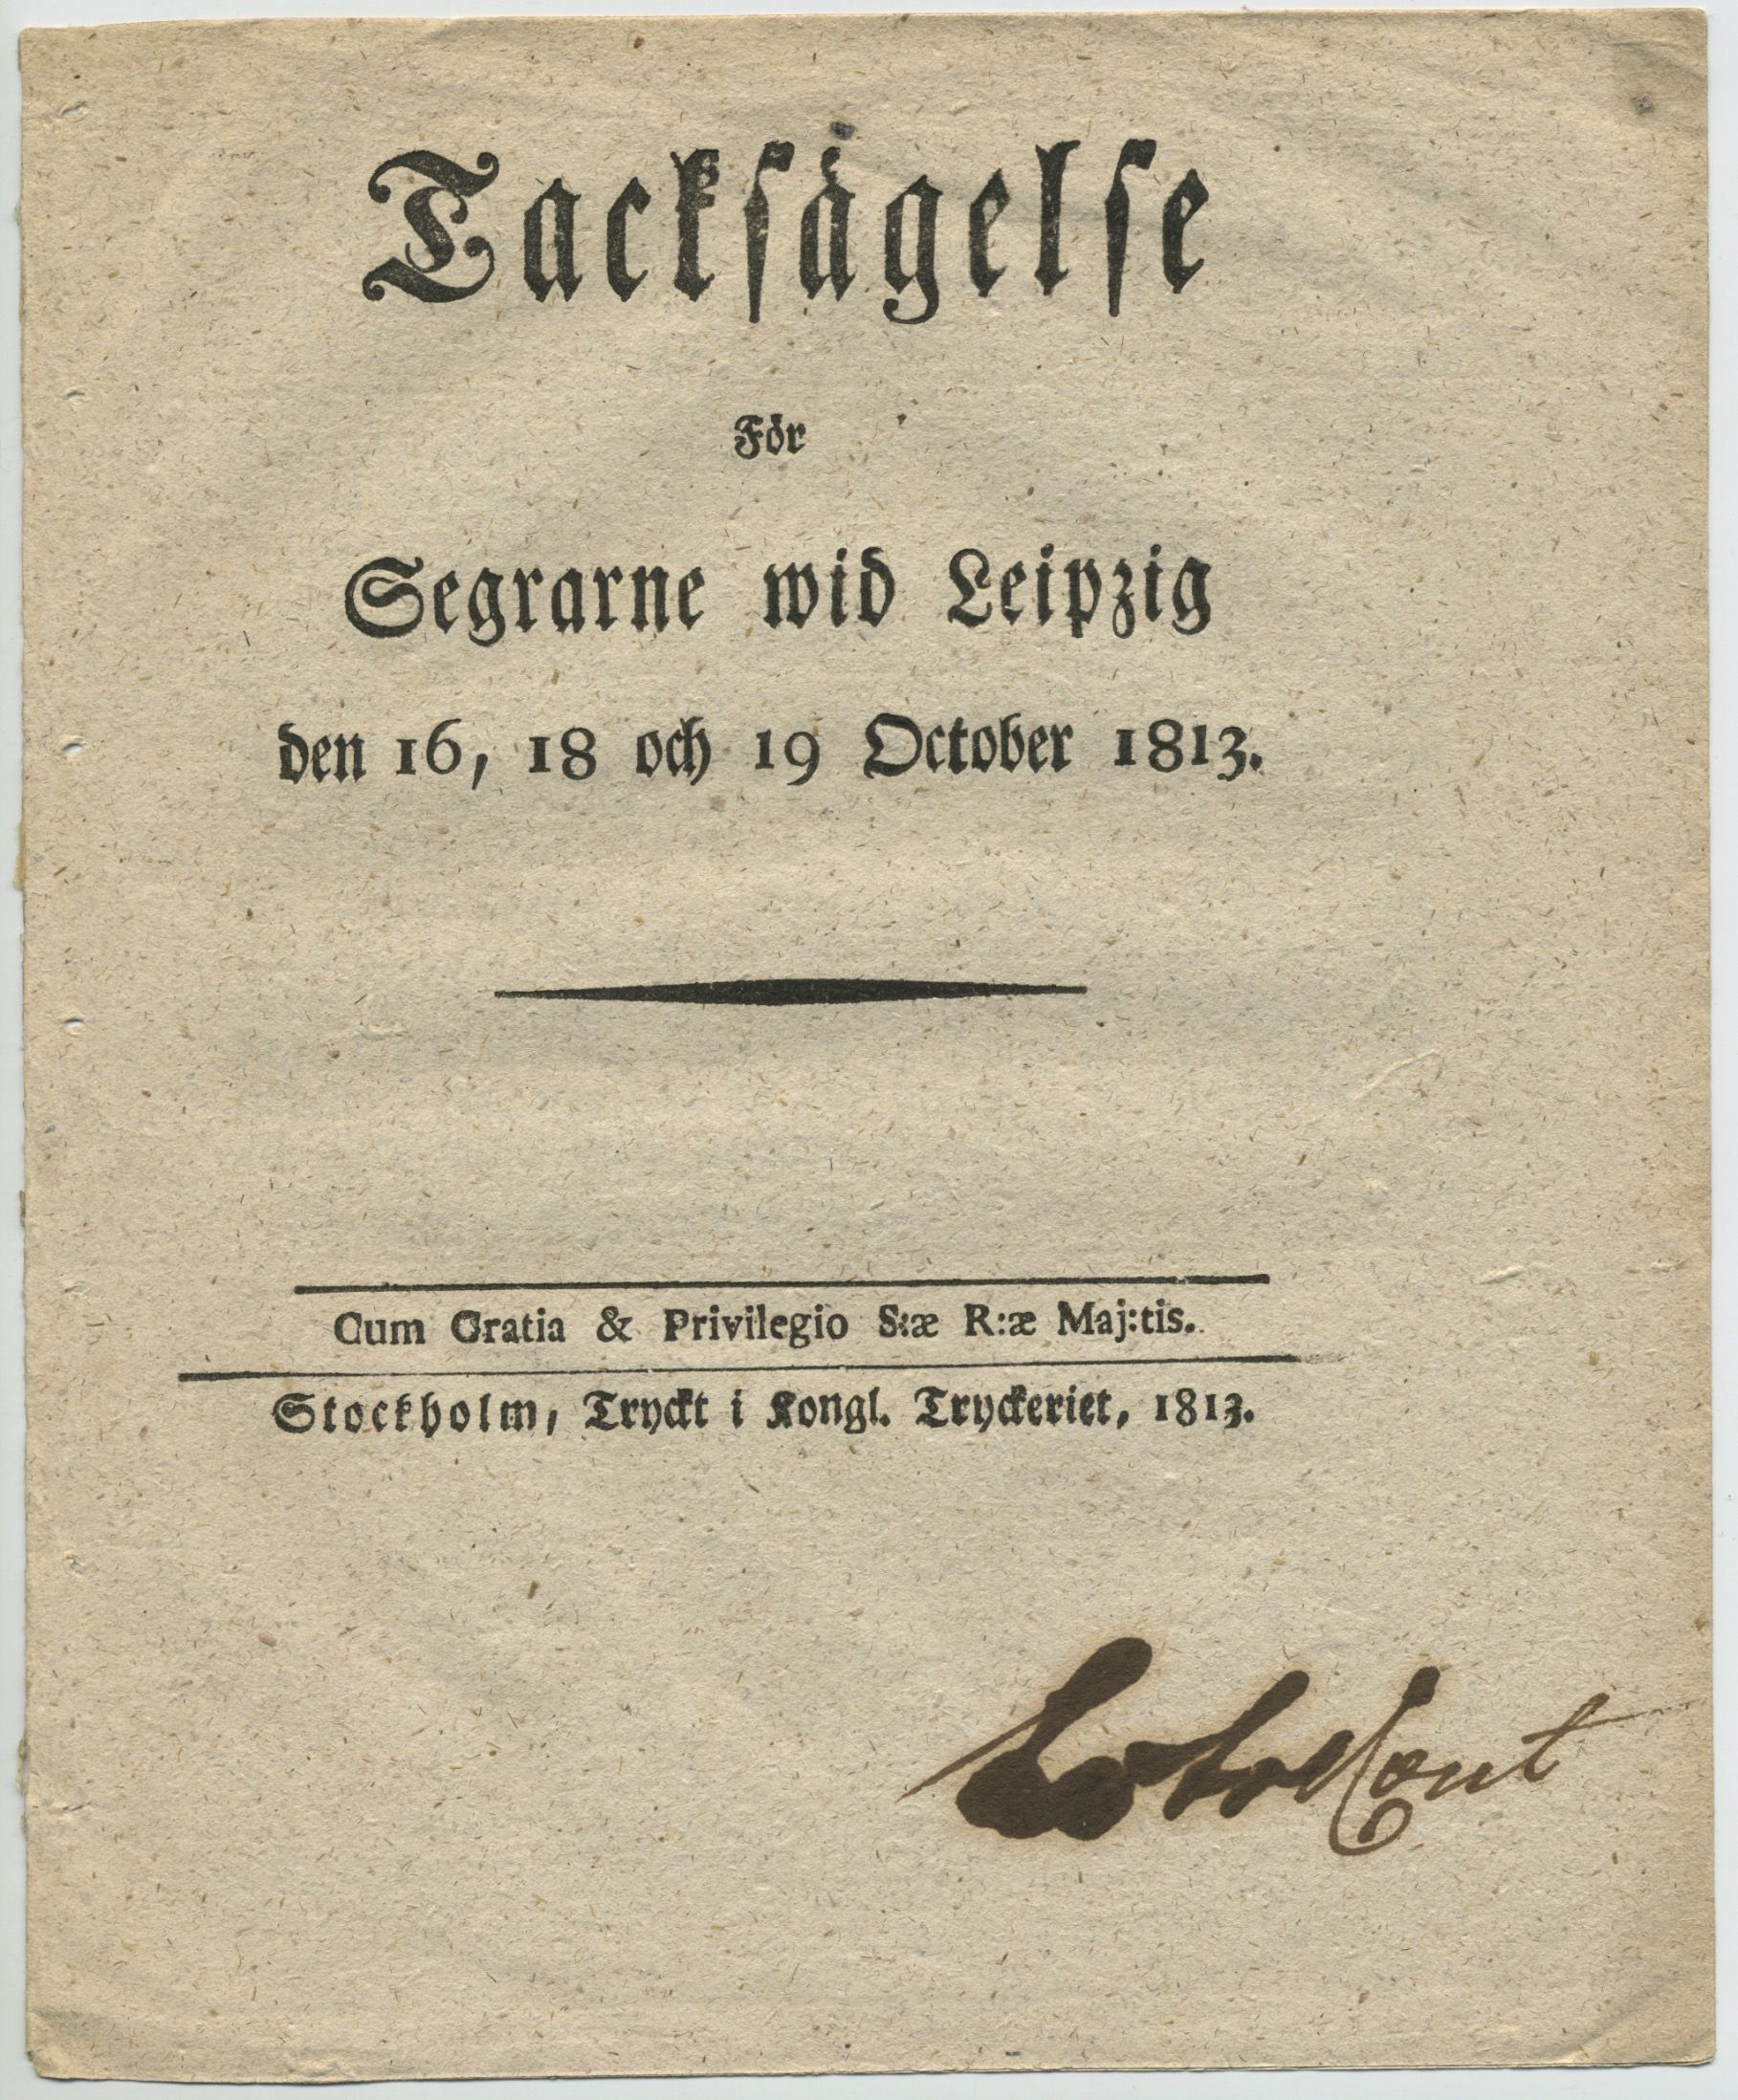 Tackſägelſe
För
Segrarne wid Leipzig
den 16, 18 och 19 October 1813.
Cum Gratia & Privilegio S:æ R:æ Maj:tis.
Stockholm, Tryckt i Kongl. Tryckeriet, 1813.